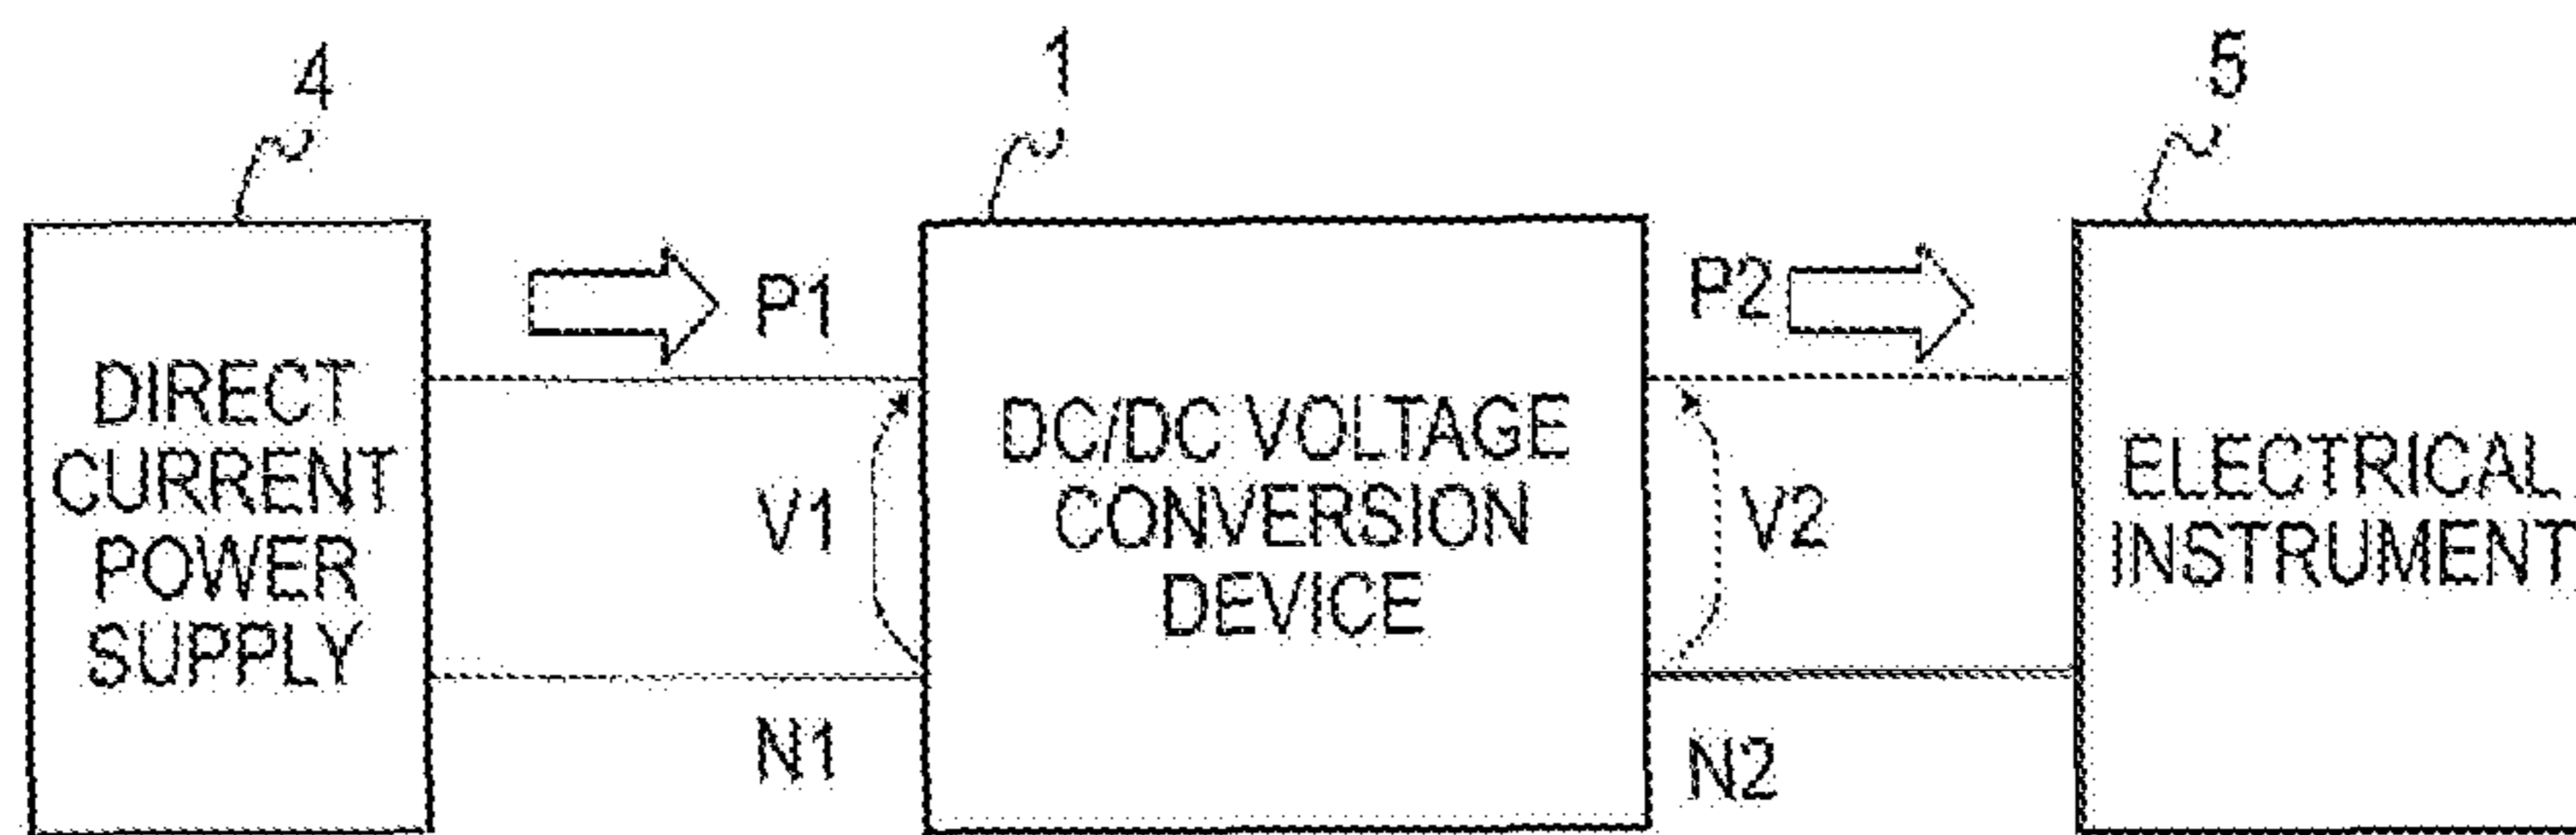 4
1
5
P1
P2
DIRECT
CURRENT
POWER
SUPPLY
V1
DC/DC VOLTAGE
CONVERSION
DEVICE
V2
ELECTRICAL
INSTRUMENT
N1
N2